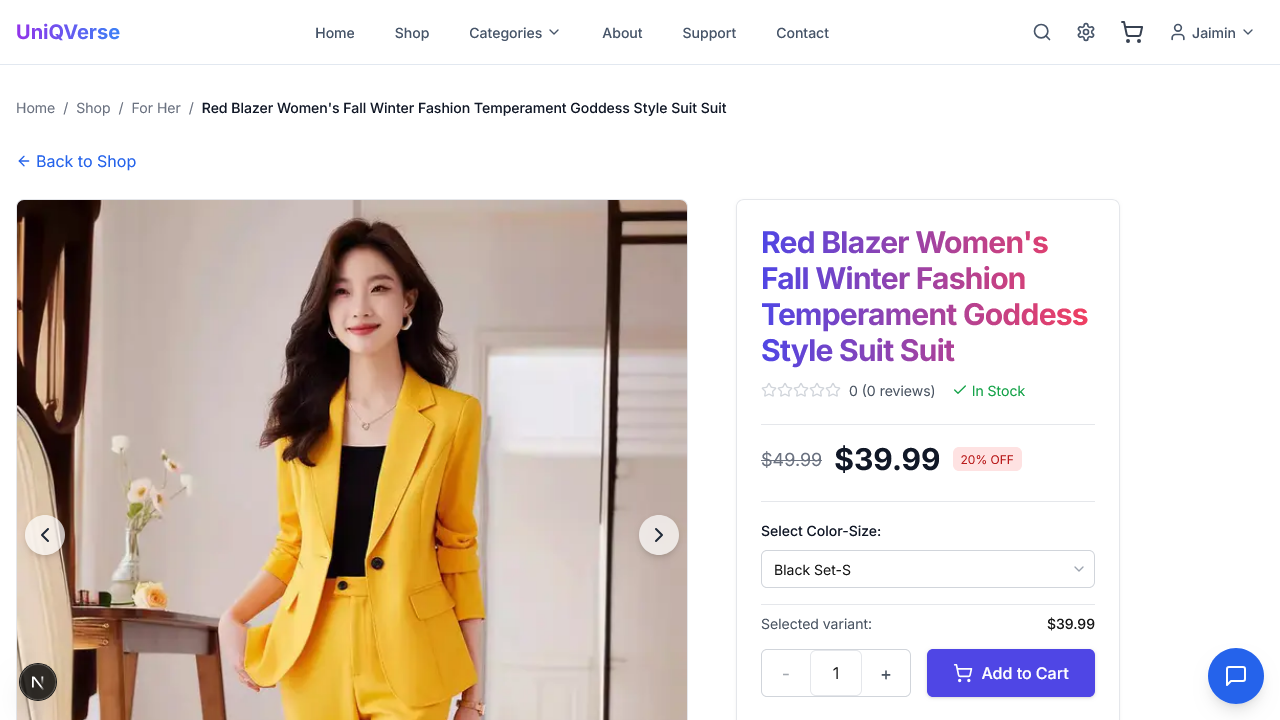 UniQVerse
Home Shop Categories About Support Contact
Jaimin
Home / Shop / For Her / Red Blazer Women's Fall Winter Fashion Temperament Goddess Style Suit Suit
Back to Shop
Red Blazer Women's
Fall Winter Fashion
Temperament Goddess
Style Suit Suit
0 (0 reviews) In Stock
$49.99 $39.99 20% OFF
Select Color-Size:
Black Set-S
Selected variant: $39.99
- 1 + Add to Cart
N